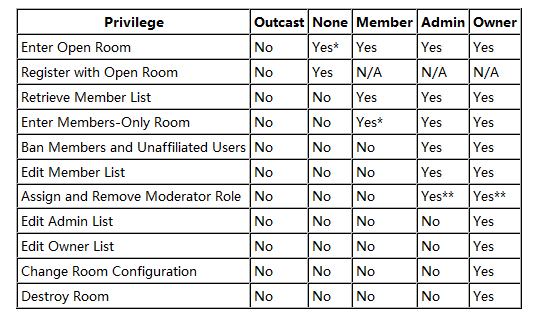 Privilege Outcast None Member Admin Owner
Enter Open Room No Yes* Yes Yes Yes
Register with Open Room No Yes N/A N/A N/A
Retrieve Member List No No Yes Yes Yes
Enter Members-Only Room No No Yes* Yes Yes
Ban Members and Unaffiliated Users No No No Yes Yes
Edit Member List No No No Yes Yes
Assign and Remove Moderator Role No No No Yes** Yes**
Edit Admin List No No No No Yes
Edit Owner List No No No No Yes
Change Room Configuration No No No No Yes
Destroy Room No No No No Yes